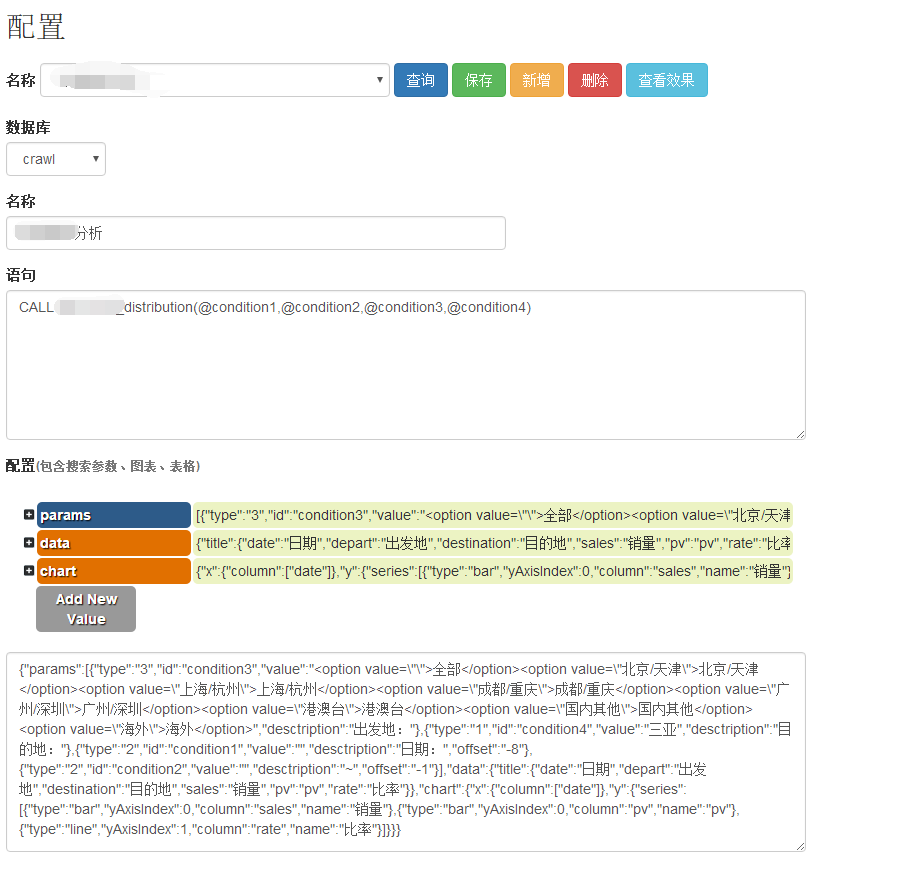 配置
名称 查询 保存 新增 删除 查看效果
数据库
crawl
名称
分析
语句
CALL _distribution(@condition1,@condition2,@condition3,@condition4)
配置(包含搜索参数、图表、表格)
params [{"type":"3","id":"condition3","value":"<option value=\"\">全部</option><option value=\"北京/天津
data {"title":{"date":"日期","depart":"出发地","destination":"目的地","sales":"销量","pv":"pv","rate":"比率
chart {"x":{"column":["date"]},"y":{"series":[{"type":"bar","yAxisIndex":0,"column":"sales","name":"销量"}
Add New
Value
{"params":[{"type":"3","id":"condition3","value":"<option value=\"\">全部</option><option value=\"北京/天津\">北京/天津
</option><option value=\"上海/杭州\">上海/杭州</option><option value=\"成都/重庆\">成都/重庆</option><option value=\"广
州/深圳\">广州/深圳</option><option value=\"港澳台\">港澳台</option><option value=\"国内其他\">国内其他</option>
<option value=\"海外\">海外</option>","desctription":"出发地："},{"type":"1","id":"condition4","value":"三亚","desctription":"目
的地："},{"type":"2","id":"condition1","value":"","desctription":"日期：","offset":"-8"},
{"type":"2","id":"condition2","value":"","desctription":"~","offset":"-1"}],"data":{"title":{"date":"日期","depart":"出发
地","destination":"目的地","sales":"销量","pv":"pv","rate":"比率"}},"chart":{"x":{"column":["date"]},"y":{"series":
[{"type":"bar","yAxisIndex":0,"column":"sales","name":"销量"},{"type":"bar","yAxisIndex":0,"column":"pv","name":"pv"},
{"type":"line","yAxisIndex":1,"column":"rate","name":"比率"}]}}}